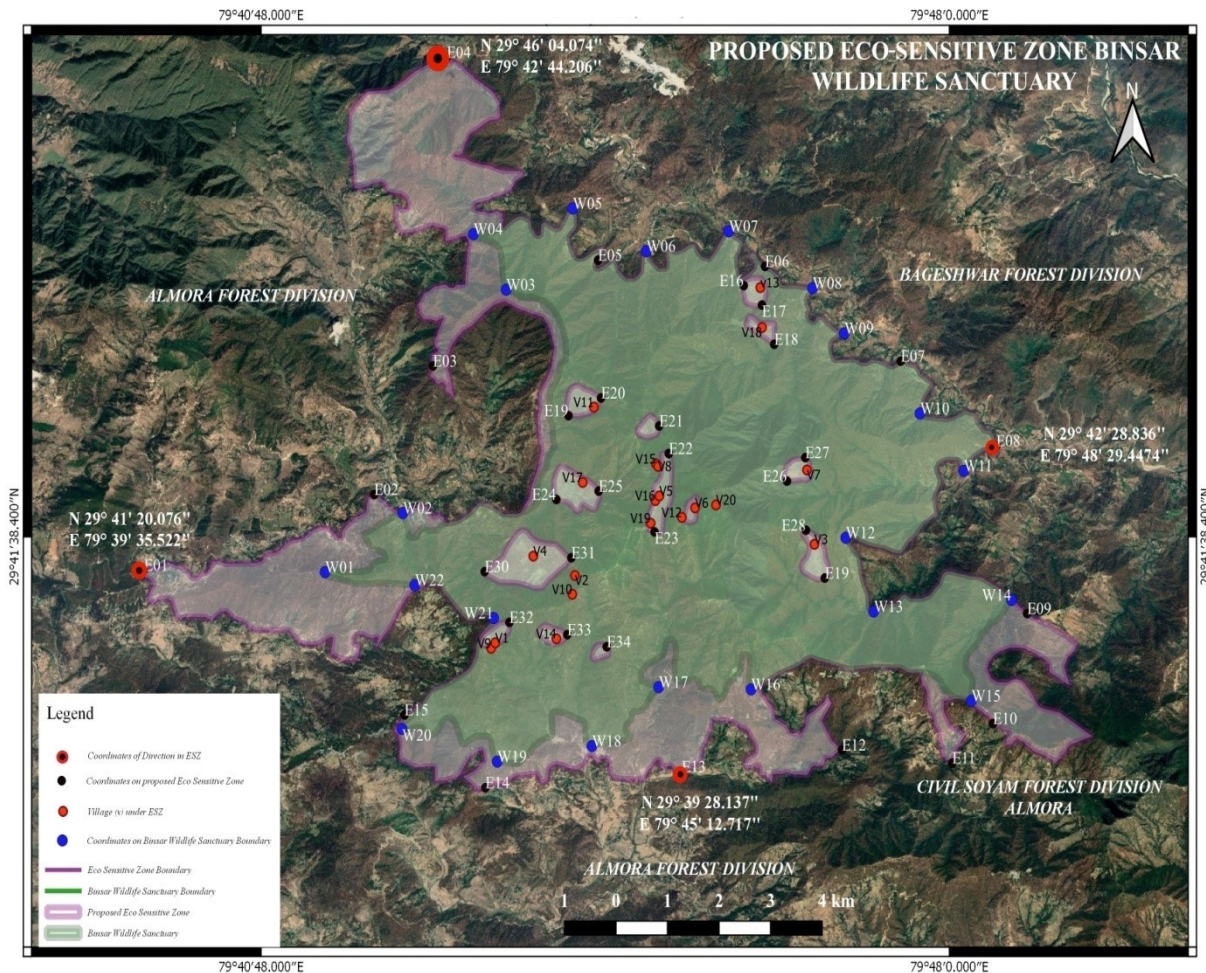 79°40'48.000"E
79°48'0.000"E
PROPOSED ECO-SENSITIVE ZONE BINSAR
WILDLIFE SANCTUARY
N
E04
N 29° 46' 04.074"
E 79° 42' 44.206"
W05
W04
W07
E05
W06
E06
BAGESHWAR FOREST DIVISION
ALMORA FOREST DIVISION
W03
E16
V13
W08
E17
V18
E18
W09
E03
E07
E20
V11
E19
W10
E21
E08
N 29° 42' 28.836"
E 79° 48' 29.4474"
E22
V15
V8
E27
E26
V7
W11
V17
E24
E25
E02
W02
V5
V16
V6
V20
V12
V19
E23
N 29° 41' 20.076"
E 79° 39' 35.522"
29°41'38.400"N
29°41'38.400"N
E28
V3
W12
E19
V4
E31
E30
V2
V10
E01
W01
W22
W21
E32
V1
V9
V14
E33
E34
W13
W14
E09
W17
W16
W15
E10
E15
W20
W19
W18
E12
E11
E14
E13
N 29° 39 28.137"
E 79° 45' 12.717"
CIVIL SOYAM FOREST DIVISION
ALMORA
ALMORA FOREST DIVISION
1 0 1 2 3 4 km
Legend
Coordinates of Direction in ESZ
Coordinates on proposed Eco Sensitive Zone
Village (v) under ESZ
Coordinates on Binsar Wildlife Sanctuary Boundary
Eco Sensitive Zone Boundary
Binsar Wildlife Sanctuary Boundary
Proposed Eco Sensitive Zone
Binsar Wildlife Sanctuary
79°40'48.000"E
79°48'0.000"E